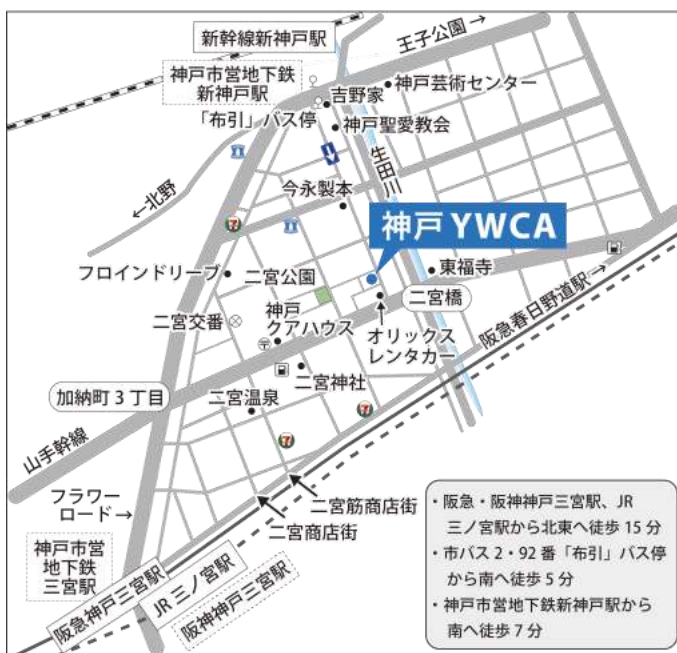 新幹線新神戸駅
王子公園→
神戸市営地下鉄
新神戸駅
神戸芸術センター
吉野家
「布引」バス停
神戸聖愛教会
生田川
←北野
今永製本
7
神戸 YWCA
フロインドリーブ
二宮公園
東福寺
二宮橋
神戸
クアハウス
二宮交番
オリックス
レンタカー
阪急春日野道駅→
加納町 3 丁目
二宮神社
二宮温泉
7
7
山手幹線
フラワー
ロード→
二宮筋商店街
二宮商店街
神戸市営
地下鉄
三宮駅
阪急神戸三宮駅
JR 三ノ宮駅
阪神神戸三宮駅
・阪急・阪神神戸三宮駅、JR
三ノ宮駅から北東へ徒歩 15 分
・市バス 2・92 番「布引」バス停
から南へ徒歩 5 分
・神戸市営地下鉄新神戸駅から
南へ徒歩 7 分